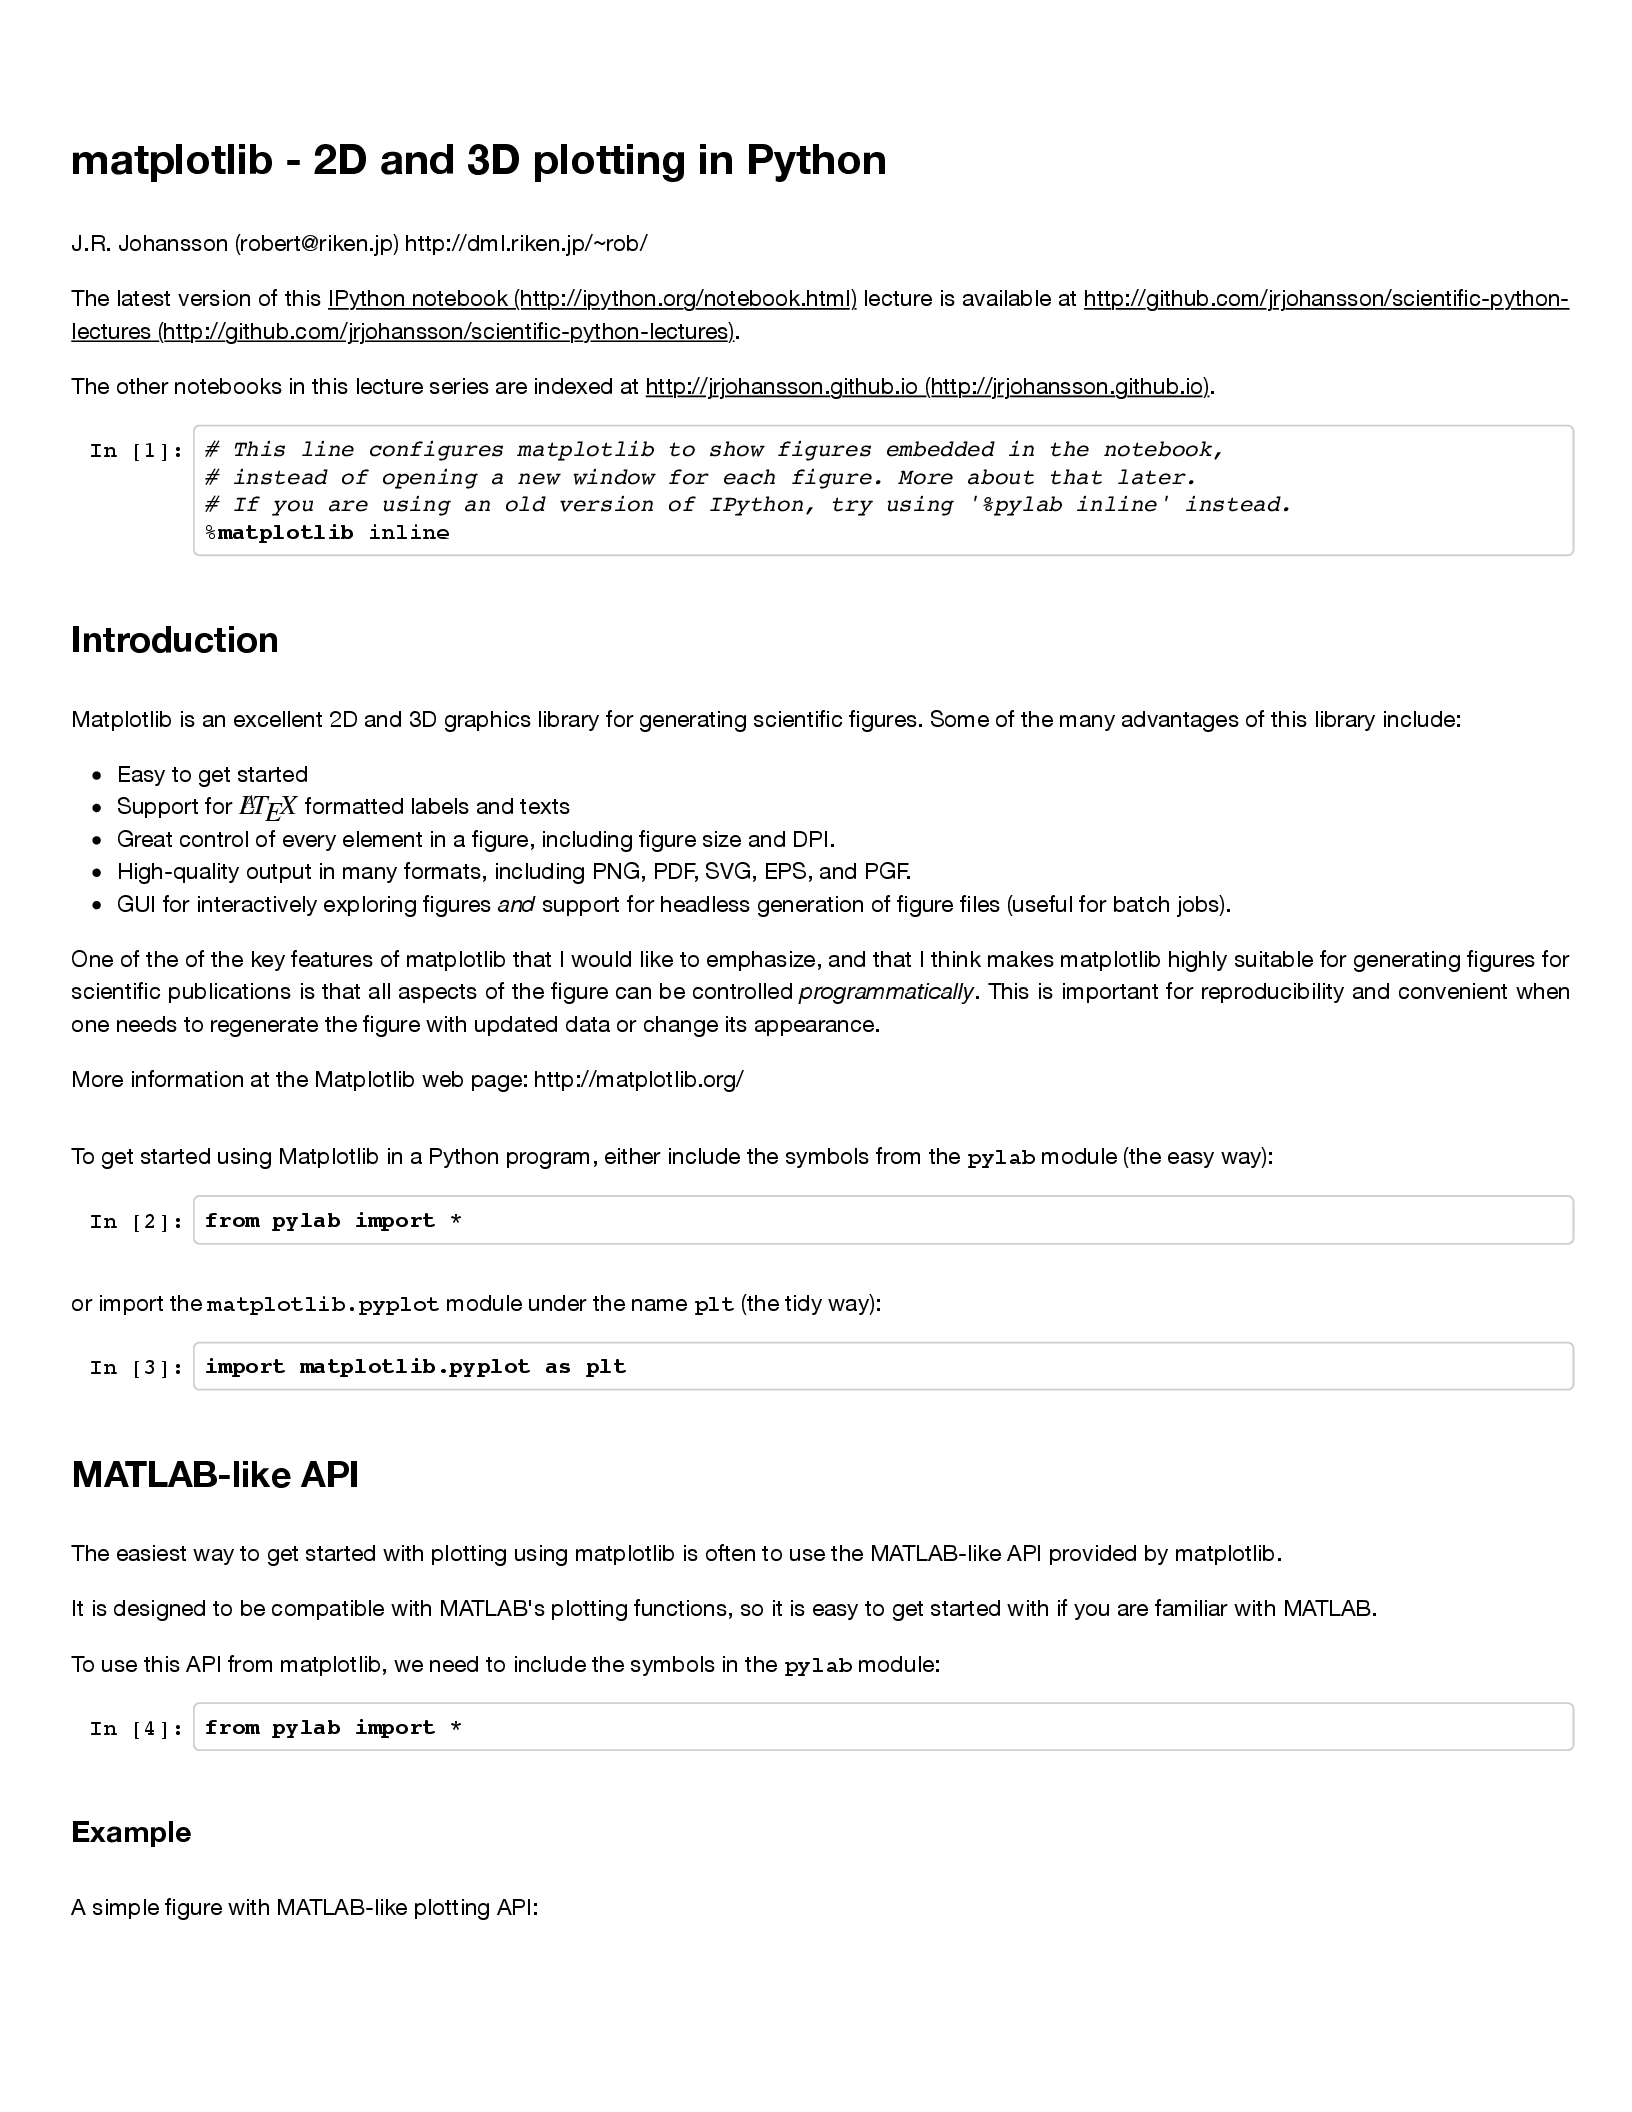 matplotlib - 2D and 3D plotting in Python
J.R. Johansson (robert@riken.jp) http://dml.riken.jp/~rob/
The latest version of this IPython notebook (http://ipython.org/notebook.html) lecture is available at http://github.com/jrjohansson/scientific-python-
lectures (http://github.com/jrjohansson/scientific-python-lectures).
The other notebooks in this lecture series are indexed at http://jrjohansson.github.io (http://jrjohansson.github.io).
In [1]: # This line configures matplotlib to show figures embedded in the notebook,
# instead of opening a new window for each figure. More about that later.
# If you are using an old version of IPython, try using '%pylab inline' instead.
%matplotlib inline
Introduction
Matplotlib is an excellent 2D and 3D graphics library for generating scientific figures. Some of the many advantages of this library include:
• Easy to get started
• Support for LATEX formatted labels and texts
• Great control of every element in a figure, including figure size and DPI.
• High-quality output in many formats, including PNG, PDF, SVG, EPS, and PGF.
• GUI for interactively exploring figures and support for headless generation of figure files (useful for batch jobs).
One of the of the key features of matplotlib that I would like to emphasize, and that I think makes matplotlib highly suitable for generating figures for
scientific publications is that all aspects of the figure can be controlled programmatically. This is important for reproducibility and convenient when
one needs to regenerate the figure with updated data or change its appearance.
More information at the Matplotlib web page: http://matplotlib.org/
To get started using Matplotlib in a Python program, either include the symbols from the pylab module (the easy way):
In [2]: from pylab import *
or import the matplotlib.pyplot module under the name plt (the tidy way):
In [3]: import matplotlib.pyplot as plt
MATLAB-like API
The easiest way to get started with plotting using matplotlib is often to use the MATLAB-like API provided by matplotlib.
It is designed to be compatible with MATLAB's plotting functions, so it is easy to get started with if you are familiar with MATLAB.
To use this API from matplotlib, we need to include the symbols in the pylab module:
In [4]: from pylab import *
Example
A simple figure with MATLAB-like plotting API: